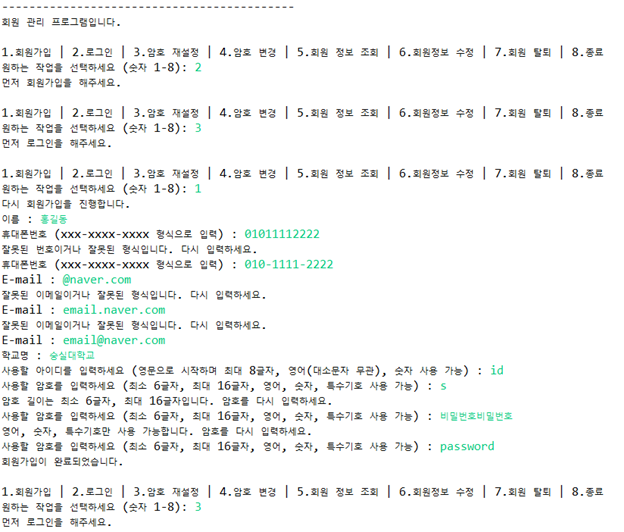 -----------------------------------------
회원 관리 프로그램입니다.
1.회원가입 | 2.로그인 | 3.암호 재설정 | 4.암호 변경 | 5.회원 정보 조회 | 6.회원정보 수정 | 7.회원 탈퇴 | 8.종료
원하는 작업을 선택하세요 (숫자 1-8): 2
먼저 회원가입을 해주세요.
1.회원가입 | 2.로그인 | 3.암호 재설정 | 4.암호 변경 | 5.회원 정보 조회 | 6.회원정보 수정 | 7.회원 탈퇴 | 8.종료
원하는 작업을 선택하세요 (숫자 1-8): 3
먼저 로그인을 해주세요.
1.회원가입 | 2.로그인 | 3.암호 재설정 | 4.암호 변경 | 5.회원 정보 조회 | 6.회원정보 수정 | 7.회원 탈퇴 | 8.종료
원하는 작업을 선택하세요 (숫자 1-8): 1
다시 회원가입을 진행합니다.
이름 : 홍길동
휴대폰번호 (xxx-xxxx-xxxx 형식으로 입력) : 01011112222
잘못된 번호이거나 잘못된 형식입니다. 다시 입력하세요.
휴대폰번호 (xxx-xxxx-xxxx 형식으로 입력) : 010-1111-2222
E-mail : @naver.com
잘못된 이메일이거나 잘못된 형식입니다. 다시 입력하세요.
E-mail : email.naver.com
잘못된 이메일이거나 잘못된 형식입니다. 다시 입력하세요.
E-mail : email@naver.com
학교명 : 숭실대학교
사용할 아이디를 입력하세요 (영문으로 시작하며 최대 8글자, 영어(대소문자 무관), 숫자 사용 가능) : id
사용할 암호를 입력하세요 (최소 6글자, 최대 16글자, 영어, 숫자, 특수기호 사용 가능) : s
암호 길이는 최소 6글자, 최대 16글자입니다. 암호를 다시 입력하세요.
사용할 암호를 입력하세요 (최소 6글자, 최대 16글자, 영어, 숫자, 특수기호 사용 가능) : 비밀번호비밀번호
영어, 숫자, 특수기호만 사용 가능합니다. 암호를 다시 입력하세요.
사용할 암호를 입력하세요 (최소 6글자, 최대 16글자, 영어, 숫자, 특수기호 사용 가능) : password
회원가입이 완료되었습니다.
1.회원가입 | 2.로그인 | 3.암호 재설정 | 4.암호 변경 | 5.회원 정보 조회 | 6.회원정보 수정 | 7.회원 탈퇴 | 8.종료
원하는 작업을 선택하세요 (숫자 1-8): 3
먼저 로그인을 해주세요.